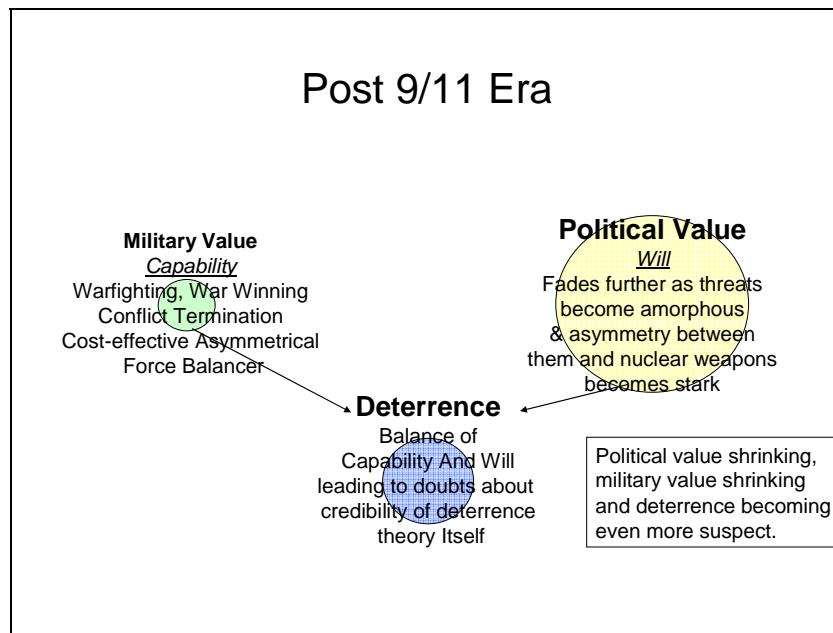 Post 9/11 Era
Military Value
Capability
Warfighting, War Winning
Conflict Termination
Cost-effective Asymmetrical
Force Balancer
Political Value
Will
Fades further as threats
become amorphous
& asymmetry between
them and nuclear weapons
becomes stark
Deterrence
Balance of
Capability And Will
leading to doubts about
credibility of deterrence
theory Itself
Political value shrinking,
military value shrinking
and deterrence becoming
even more suspect.